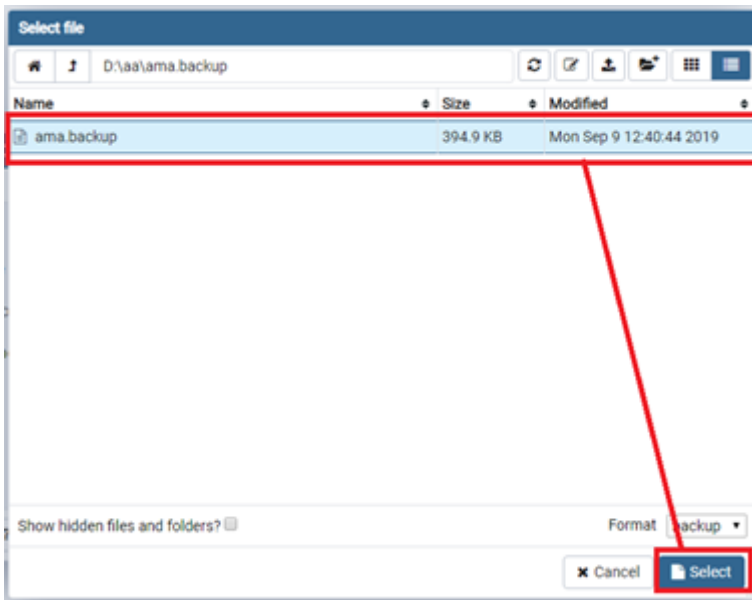 Select file
D:\aa\ama.backup
Name Size Modified
ama.backup 394.9 KB Mon Sep 9 12:40:44 2019
Show hidden files and folders? Format backup
Cancel Select